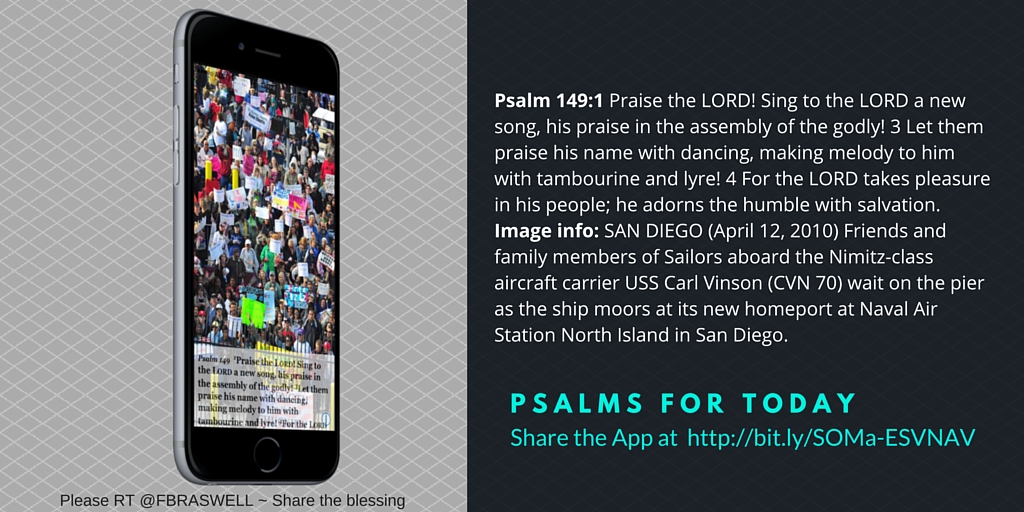 Psalm 149 ¹Praise the LORD! Sing to
the LORD a new song, his praise in
the assembly of the godly! ³Let them
praise his name with dancing,
making melody to him with
tambourine and lyre! ⁴For the LORD
Please RT @FBRASWELL ~ Share the blessing
Psalm 149:1 Praise the LORD! Sing to the LORD a new
song, his praise in the assembly of the godly! 3 Let them
praise his name with dancing, making melody to him
with tambourine and lyre! 4 For the LORD takes pleasure
in his people; he adorns the humble with salvation.
Image info: SAN DIEGO (April 12, 2010) Friends and
family members of Sailors aboard the Nimitz-class
aircraft carrier USS Carl Vinson (CVN 70) wait on the pier
as the ship moors at its new homeport at Naval Air
Station North Island in San Diego.
PSALMS FOR TODAY
Share the App at http://bit.ly/SOMa-ESVNAV